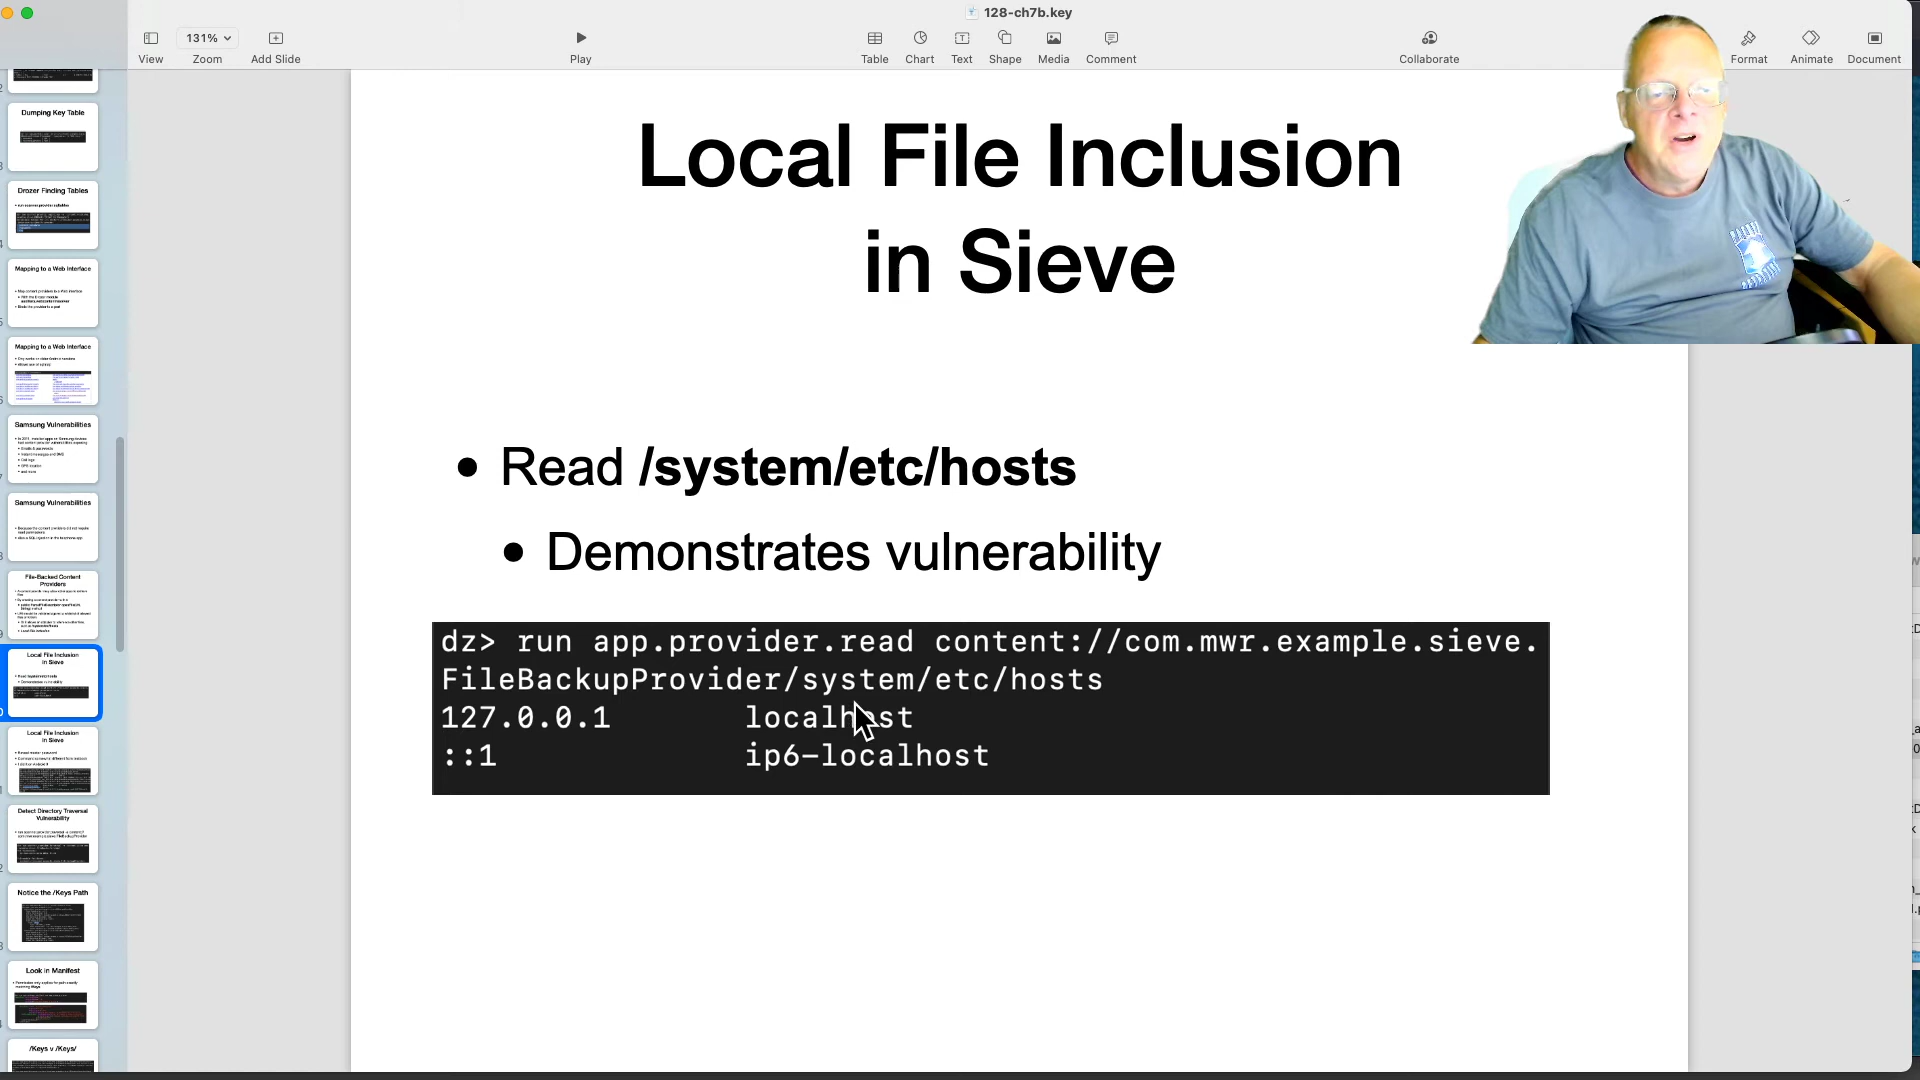 128-ch7b.key
131%
View
Zoom
Add Slide
Play
Table
Chart
Text
Shape
Media
Comment
Collaborate
Format
Animate
Document
Dumping Key Table
Drozer Finding Tables
Mapping to a Web Interface
Mapping to a Web Interface
Samsung Vulnerabilities
Samsung Vulnerabilities
File-Backed Content
Providers
Local File Inclusion
in Sieve
Local File Inclusion
in Sieve
Detect Directory Traversal
Vulnerability
Notice the /Keys Path
Look in Manifest
/Keys v /Keys/
Local File Inclusion
in Sieve
• Read /system/etc/hosts
• Demonstrates vulnerability
dz> run app.provider.read content://com.mwr.example.sieve.
FileBackupProvider/system/etc/hosts
127.0.0.1 localhost
::1 ip6-localhost